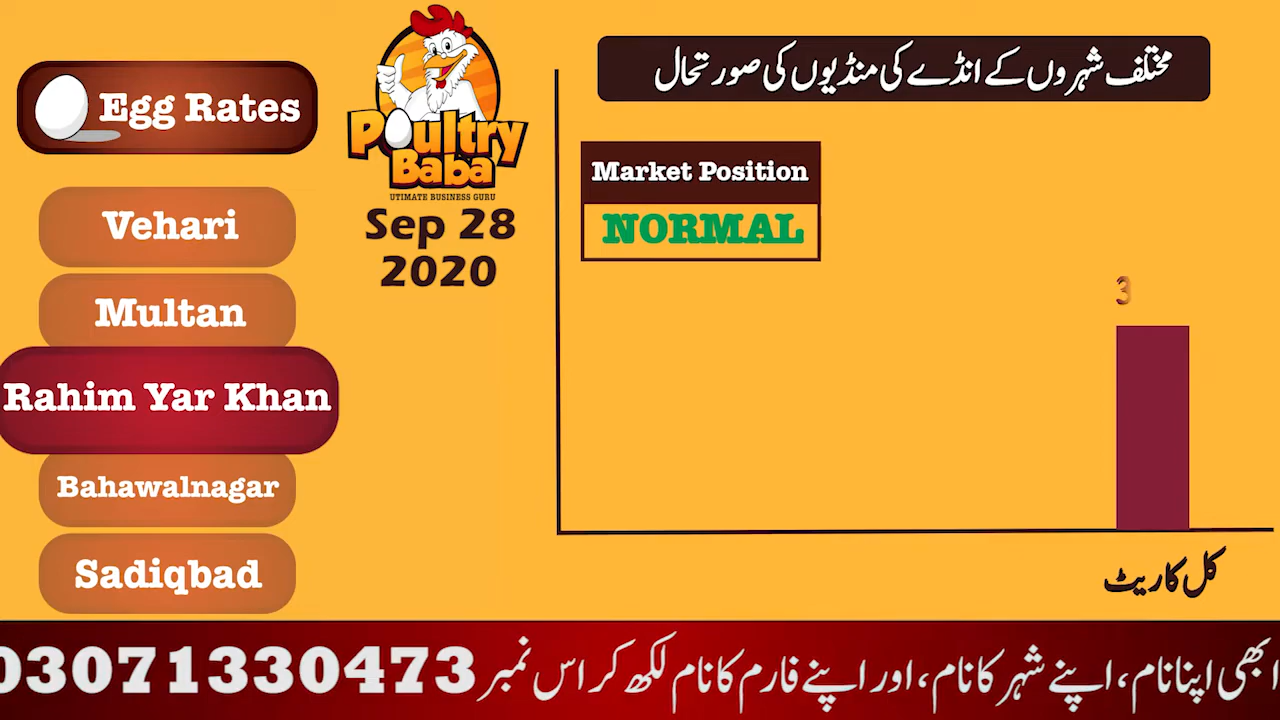 Egg Rates
Vehari
Multan
Rahim Yar Khan
Bahawalnagar
Sadiqbad
Poultry
Baba
UTIMATE BUSINESS GURU
Sep 28
2020
مختلف شہروں کے انڈے کی منڈیوں کی صورتحال
Market Position
NORMAL
3
کل کا ریٹ
ابھی اپنا نام، اپنے شہر کا نام، اور اپنے فارم کا نام لکھ کر اس نمبر 03071330473